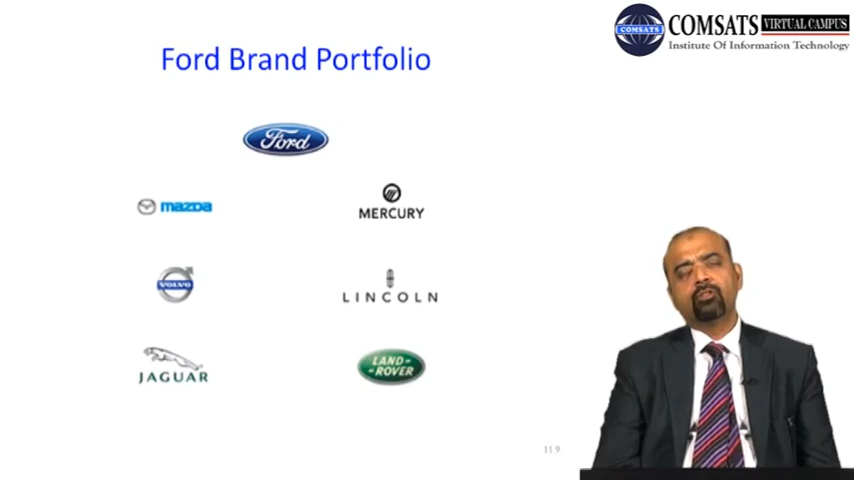 COMSATS VIRTUAL CAMPUS
COMSATS
Institute Of Information Technology
Ford Brand Portfolio
Ford
mazda
MERCURY
VOLVO
LINCOLN
JAGUAR
LAND-
-ROVER
11.9